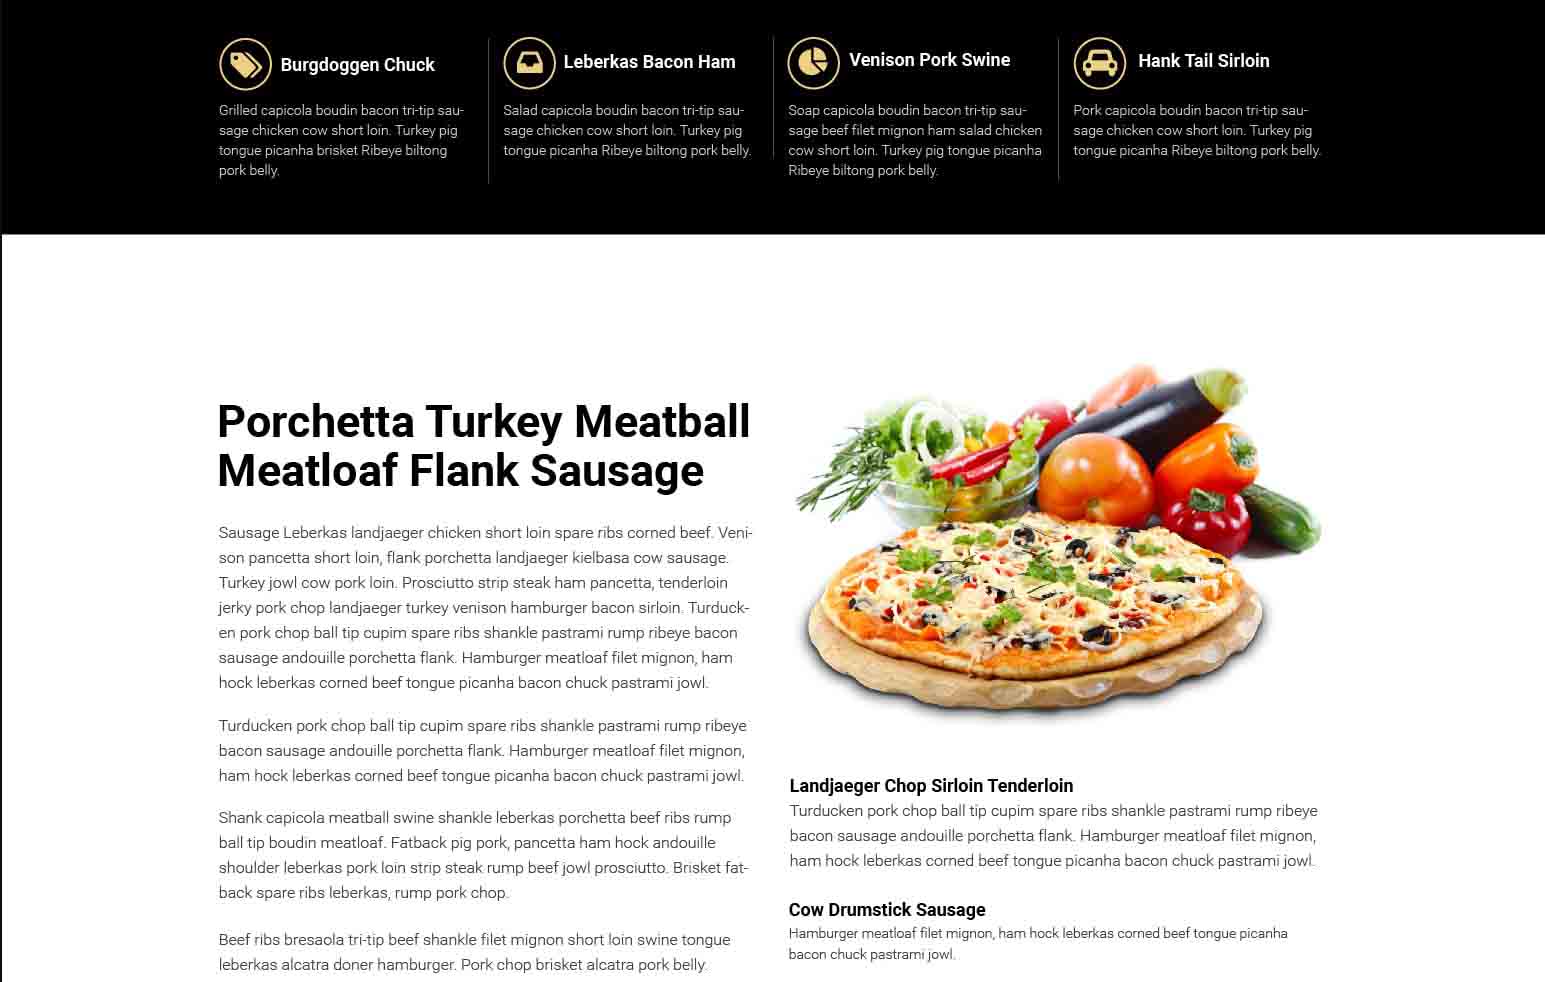 Burgdoggen Chuck
Grilled capicola boudin bacon tri-tip sau-
sage chicken cow short loin. Turkey pig
tongue picanha brisket Ribeye biltong
pork belly.
Leberkas Bacon Ham
Salad capicola boudin bacon tri-tip sau-
sage chicken cow short loin. Turkey pig
tongue picanha Ribeye biltong pork belly.
Venison Pork Swine
Soap capicola boudin bacon tri-tip sau-
sage beef filet mignon ham salad chicken
cow short loin. Turkey pig tongue picanha
Ribeye biltong pork belly.
Hank Tail Sirloin
Pork capicola boudin bacon tri-tip sau-
sage chicken cow short loin. Turkey pig
tongue picanha Ribeye biltong pork belly.
Porchetta Turkey Meatball
Meatloaf Flank Sausage
Sausage Leberkas landjaeger chicken short loin spare ribs corned beef. Veni-
son pancetta short loin, flank porchetta landjaeger kielbasa cow sausage.
Turkey jowl cow pork loin. Prosciutto strip steak ham pancetta, tenderloin
jerky pork chop landjaeger turkey venison hamburger bacon sirloin. Turduck-
en pork chop ball tip cupim spare ribs shankle pastrami rump ribeye bacon
sausage andouille porchetta flank. Hamburger meatloaf filet mignon, ham
hock leberkas corned beef tongue picanha bacon chuck pastrami jowl.
Turducken pork chop ball tip cupim spare ribs shankle pastrami rump ribeye
bacon sausage andouille porchetta flank. Hamburger meatloaf filet mignon,
ham hock leberkas corned beef tongue picanha bacon chuck pastrami jowl.
Shank capicola meatball swine shankle leberkas porchetta beef ribs rump
ball tip boudin meatloaf. Fatback pig pork, pancetta ham hock andouille
shoulder leberkas pork loin strip steak rump beef jowl prosciutto. Brisket fat-
back spare ribs leberkas, rump pork chop.
Beef ribs bresaola tri-tip beef shankle filet mignon short loin swine tongue
leberkas alcatra doner hamburger. Pork chop brisket alcatra pork belly.
Landjaeger Chop Sirloin Tenderloin
Turducken pork chop ball tip cupim spare ribs shankle pastrami rump ribeye
bacon sausage andouille porchetta flank. Hamburger meatloaf filet mignon,
ham hock leberkas corned beef tongue picanha bacon chuck pastrami jowl.
Cow Drumstick Sausage
Hamburger meatloaf filet mignon, ham hock leberkas corned beef tongue picanha
bacon chuck pastrami jowl.